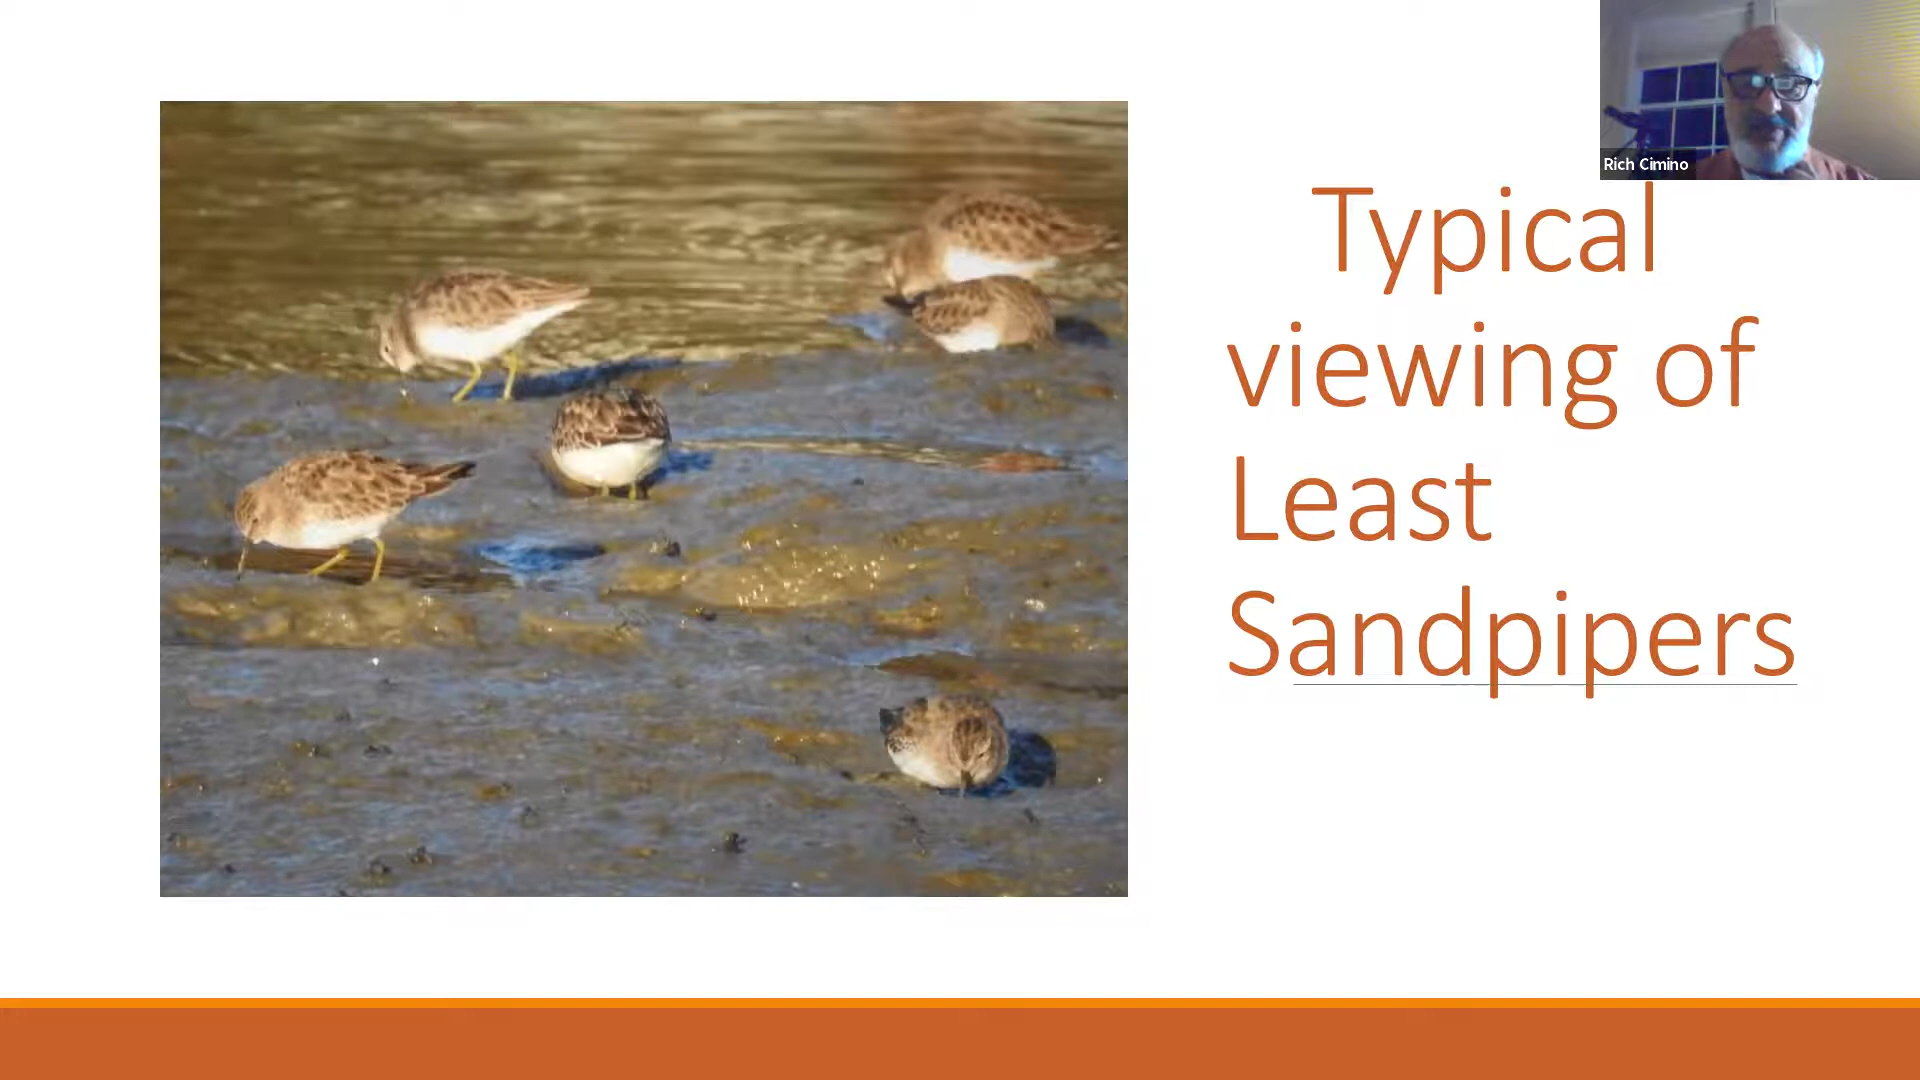 Rich Cimino
Typical
viewing of
Least
Sandpipers